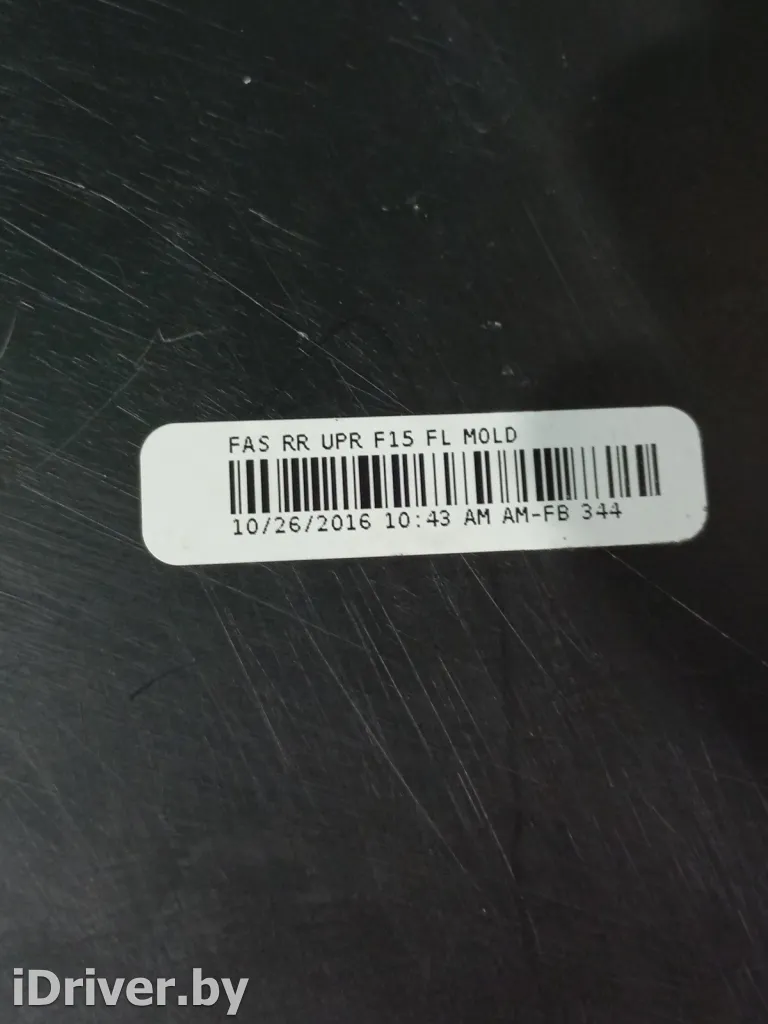 FAS RR UPR F15 FL MOLD
10/26/2016 10:43 AM AM-FB 344
iDriver.by